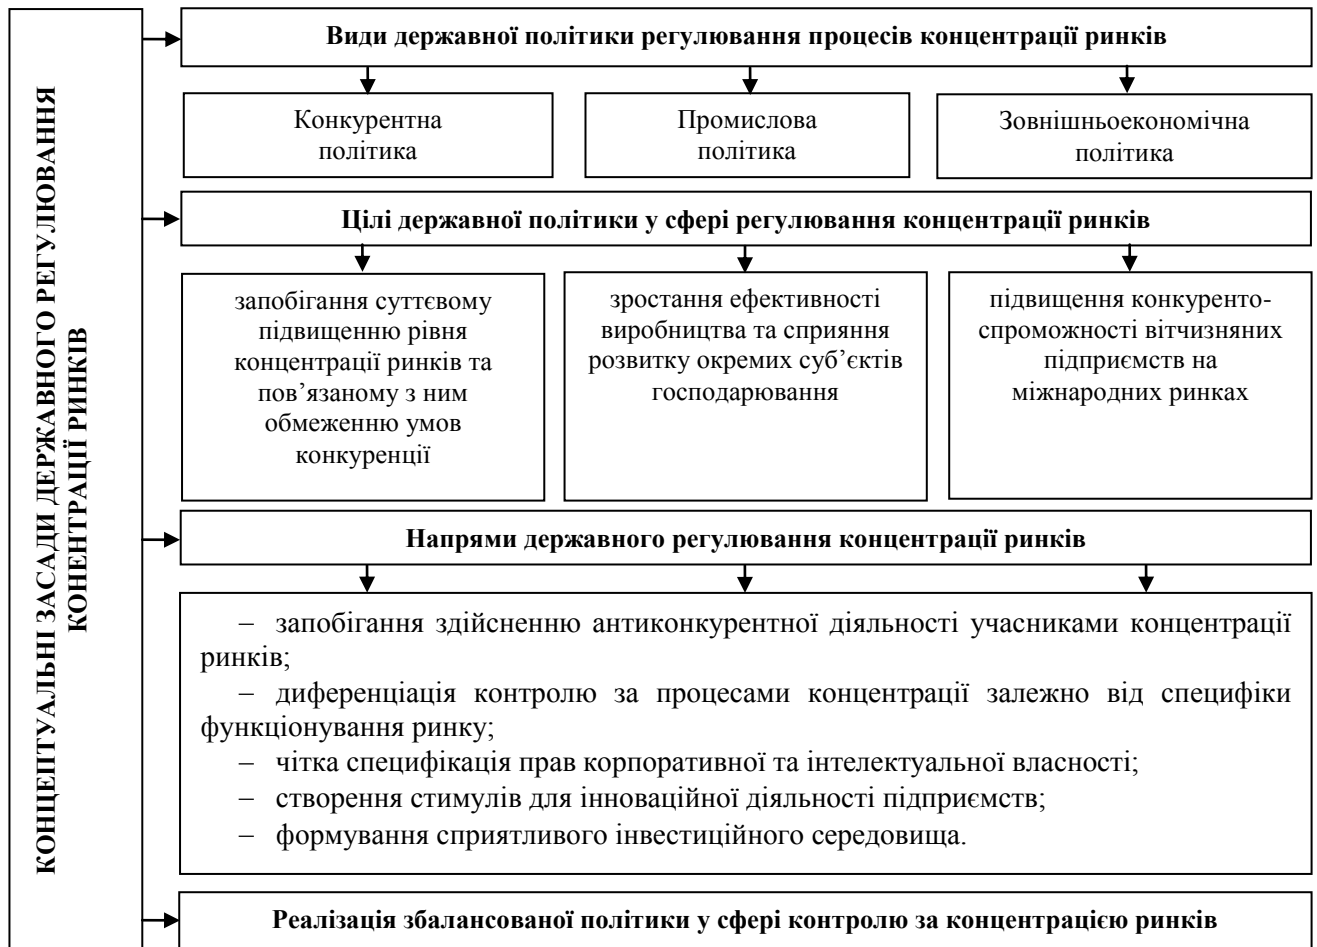 КОНЦЕПТУАЛЬНІ ЗАСАДИ ДЕРЖАВНОГО РЕГУЛЮВАННЯ
КОНЕНТРАЦІЇ РИНКІВ
Види державної політики регулювання процесів концентрації ринків
Конкурентна
політика
Промислова
політика
Зовнішньоекономічна
політика
Цілі державної політики у сфері регулювання концентрації ринків
запобігання суттєвому
підвищенню рівня
концентрації ринків та
пов’язаному з ним
обмеженню умов
конкуренції
зростання ефективності
виробництва та сприяння
розвитку окремих суб’єктів
господарювання
підвищення конкуренто-
спроможності вітчизняних
підприємств на
міжнародних ринках
Напрями державного регулювання концентрації ринків
– запобігання здійсненню антиконкурентної діяльності учасниками концентрації
ринків;
– диференціація контролю за процесами концентрації залежно від специфіки
функціонування ринку;
– чітка специфікація прав корпоративної та інтелектуальної власності;
– створення стимулів для інноваційної діяльності підприємств;
– формування сприятливого інвестиційного середовища.
Реалізація збалансованої політики у сфері контролю за концентрацією ринків